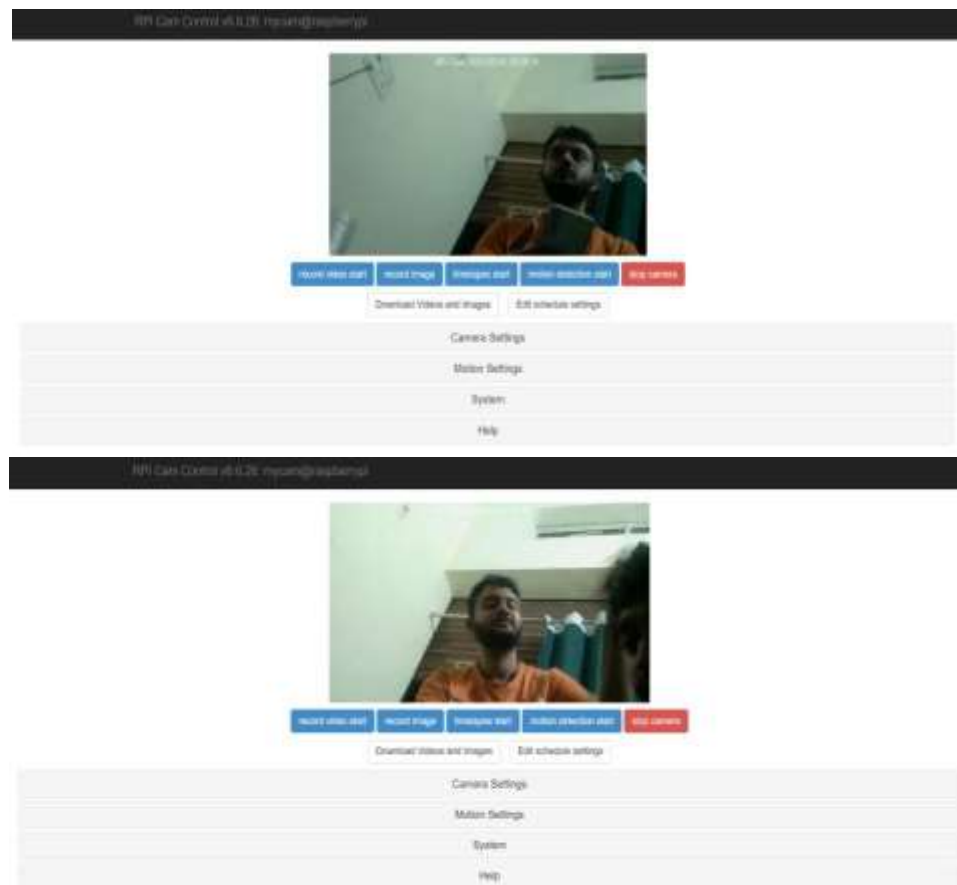 RPi Cam Control v6.6.26: mycam@raspberrypi
record video start record image timelapse start motion detection start stop camera
Download Videos and Images Edit schedule settings
Camera Settings
Motion Settings
System
Help
RPi Cam Control v6.6.26: mycam@raspberrypi
record video start record image timelapse start motion detection start stop camera
Download Videos and Images Edit schedule settings
Camera Settings
Motion Settings
System
Help